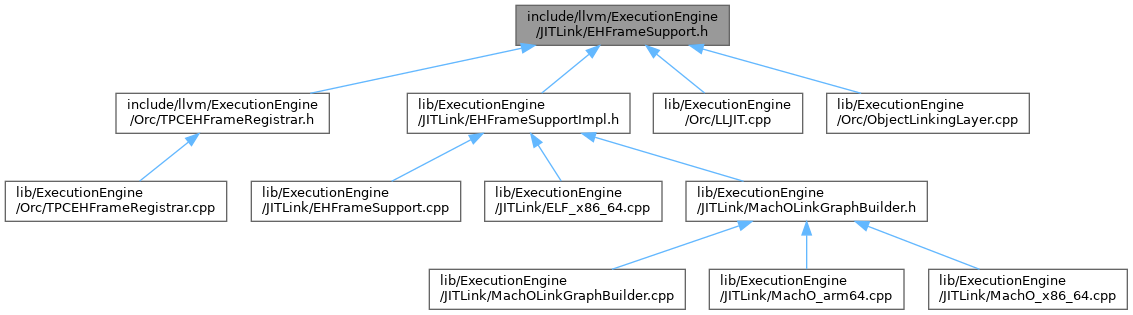 include/llvm/ExecutionEngine
/JITLink/EHFrameSupport.h
include/llvm/ExecutionEngine
/Orc/TPCEHFrameRegistrar.h
lib/ExecutionEngine
/JITLink/EHFrameSupportImpl.h
lib/ExecutionEngine
/Orc/LLJIT.cpp
lib/ExecutionEngine
/Orc/ObjectLinkingLayer.cpp
lib/ExecutionEngine
/Orc/TPCEHFrameRegistrar.cpp
lib/ExecutionEngine
/JITLink/EHFrameSupport.cpp
lib/ExecutionEngine
/JITLink/ELF_x86_64.cpp
lib/ExecutionEngine
/JITLink/MachOLinkGraphBuilder.h
lib/ExecutionEngine
/JITLink/MachOLinkGraphBuilder.cpp
lib/ExecutionEngine
/JITLink/MachO_arm64.cpp
lib/ExecutionEngine
/JITLink/MachO_x86_64.cpp